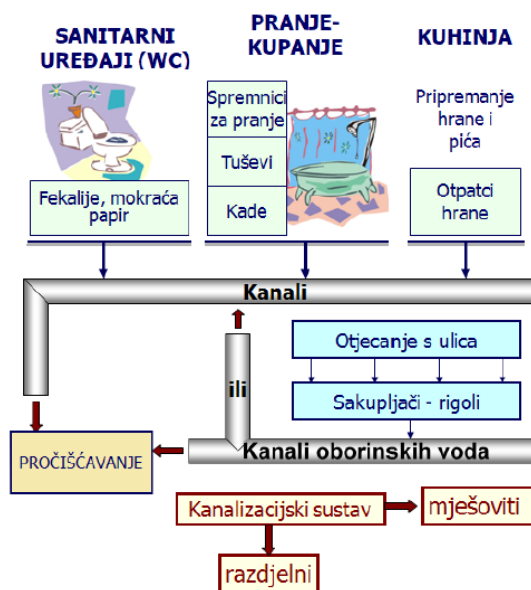 SANITARNI
UREĐAJI (WC)
PRANJE-
KUPANJE
KUHINJA
Spremnici
za pranje
Tuševi
Kade
Pripremanje
hrane i
pića
Fekalije, mokraća
papir
Otpatci
hrane
Kanali
ili
Otjecanje s ulica
Sakupljači - rigoli
Kanali oborinskih voda
PROČIŠĆAVANJE
Kanalizacijski sustav
mješoviti
razdjelni